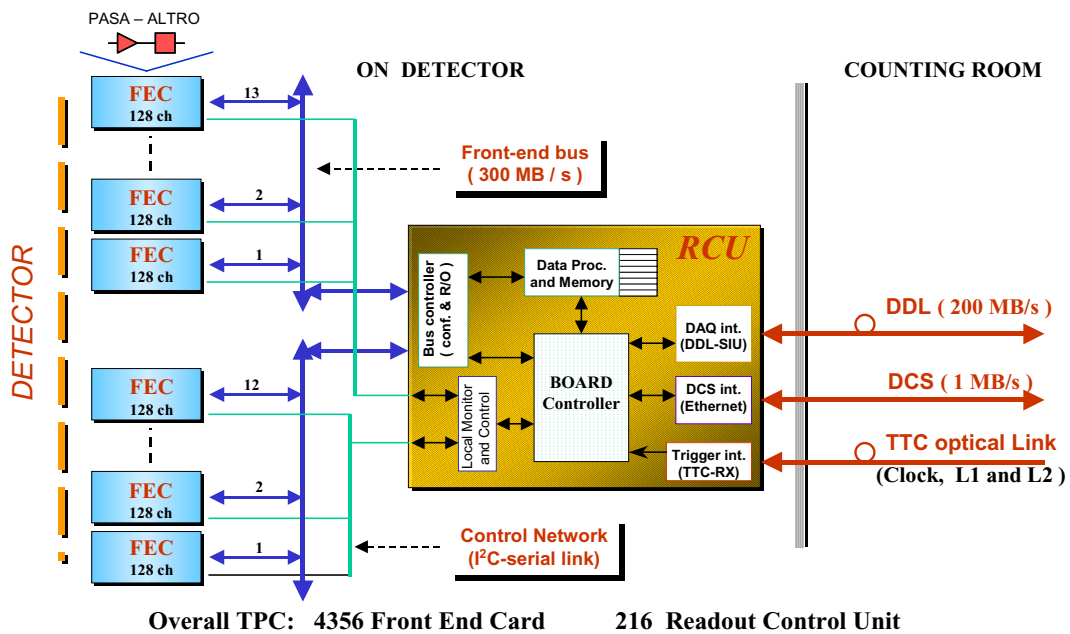 PASA – ALTRO
ON DETECTOR
COUNTING ROOM
FEC
128 ch
13
FEC
128 ch
2
FEC
128 ch
1
Front-end bus
( 300 MB / s )
DETECTOR
RCU
Bus controller
( conf. & R/O )
Data Proc.
and Memory
DAQ int.
(DDL-SIU)
BOARD
Controller
DCS int.
(Ethernet)
Local Monitor
and Control
Trigger int.
(TTC-RX)
DDL ( 200 MB/s )
DCS ( 1 MB/s )
TTC optical Link
(Clock, L1 and L2 )
FEC
128 ch
12
FEC
128 ch
2
FEC
128 ch
1
Control Network
(I²C-serial link)
Overall TPC: 4356 Front End Card 216 Readout Control Unit